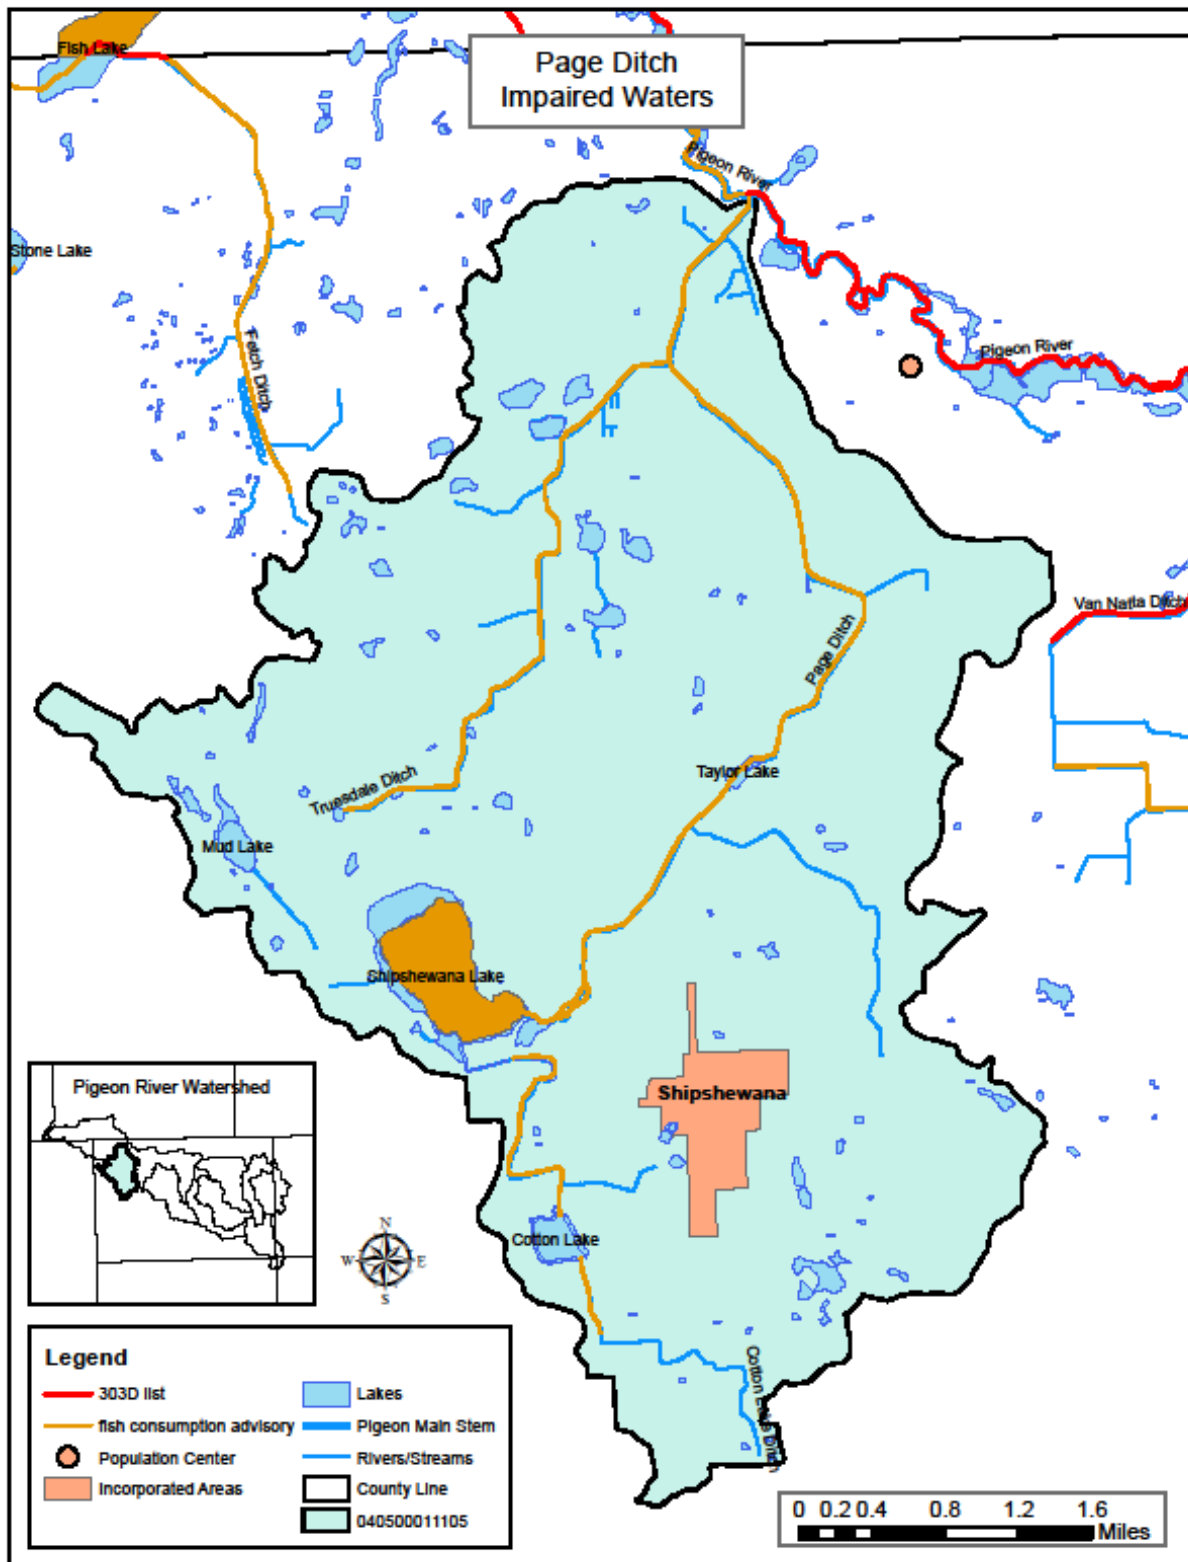 Page Ditch
Impaired Waters
Fish Lake
Pigeon River
Stone Lake
Pigeon River
Fetch Ditch
Van Natta Ditch
Page Ditch
Taylor Lake
Truesdale Ditch
Mud Lake
Shipshewana Lake
Shipshewana
Cotton Lake
Cotton Lake Ditch
Pigeon River Watershed
N
W E
S
Legend
303D list
fish consumption advisory
Population Center
Incorporated Areas
Lakes
Pigeon Main Stem
Rivers/Streams
County Line
040500011105
0 0.2 0.4 0.8 1.2 1.6
Miles